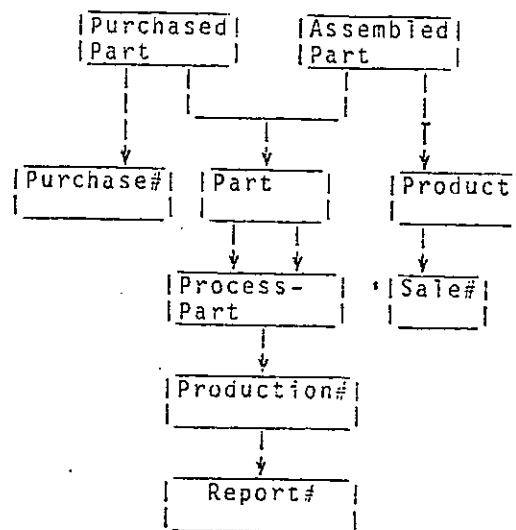 Purchased Assembled
Part Part
Purchase# Part Product
Process- Sale#
Part
Production#
Report#